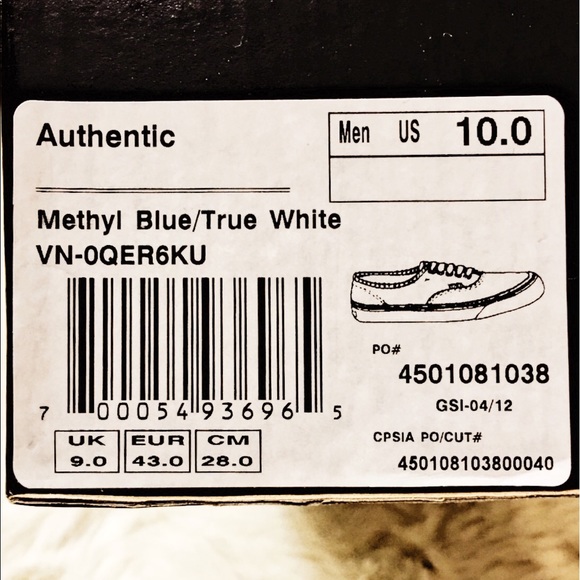 Authentic
Men US 10.0
Methyl Blue/True White
VN-0QER6KU
7 00054 93696 5
PO#
4501081038
GSI-04/12
CPSIA PO/CUT#
450108103800040
UK EUR CM
9.0 43.0 28.0